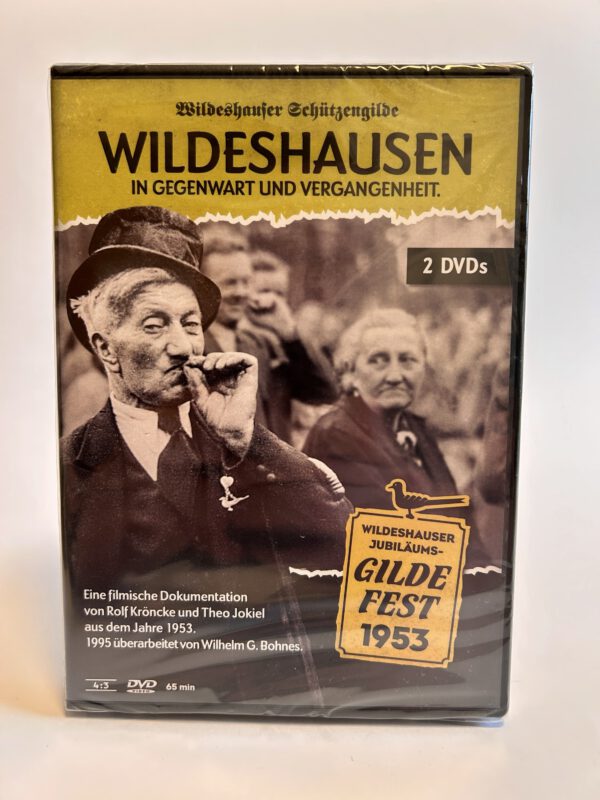 Wildeshauser Schützengilde
WILDESHAUSEN
IN GEGENWART UND VERGANGENHEIT.
2 DVDs
WILDESHAUSER
JUBILÄUMS-
GILDE
FEST
1953
Eine filmische Dokumentation
von Rolf Kröncke und Theo Jokiel
aus dem Jahre 1953.
1995 überarbeitet von Wilhelm G. Bohnes.
4:3 DVD VIDEO 65 min